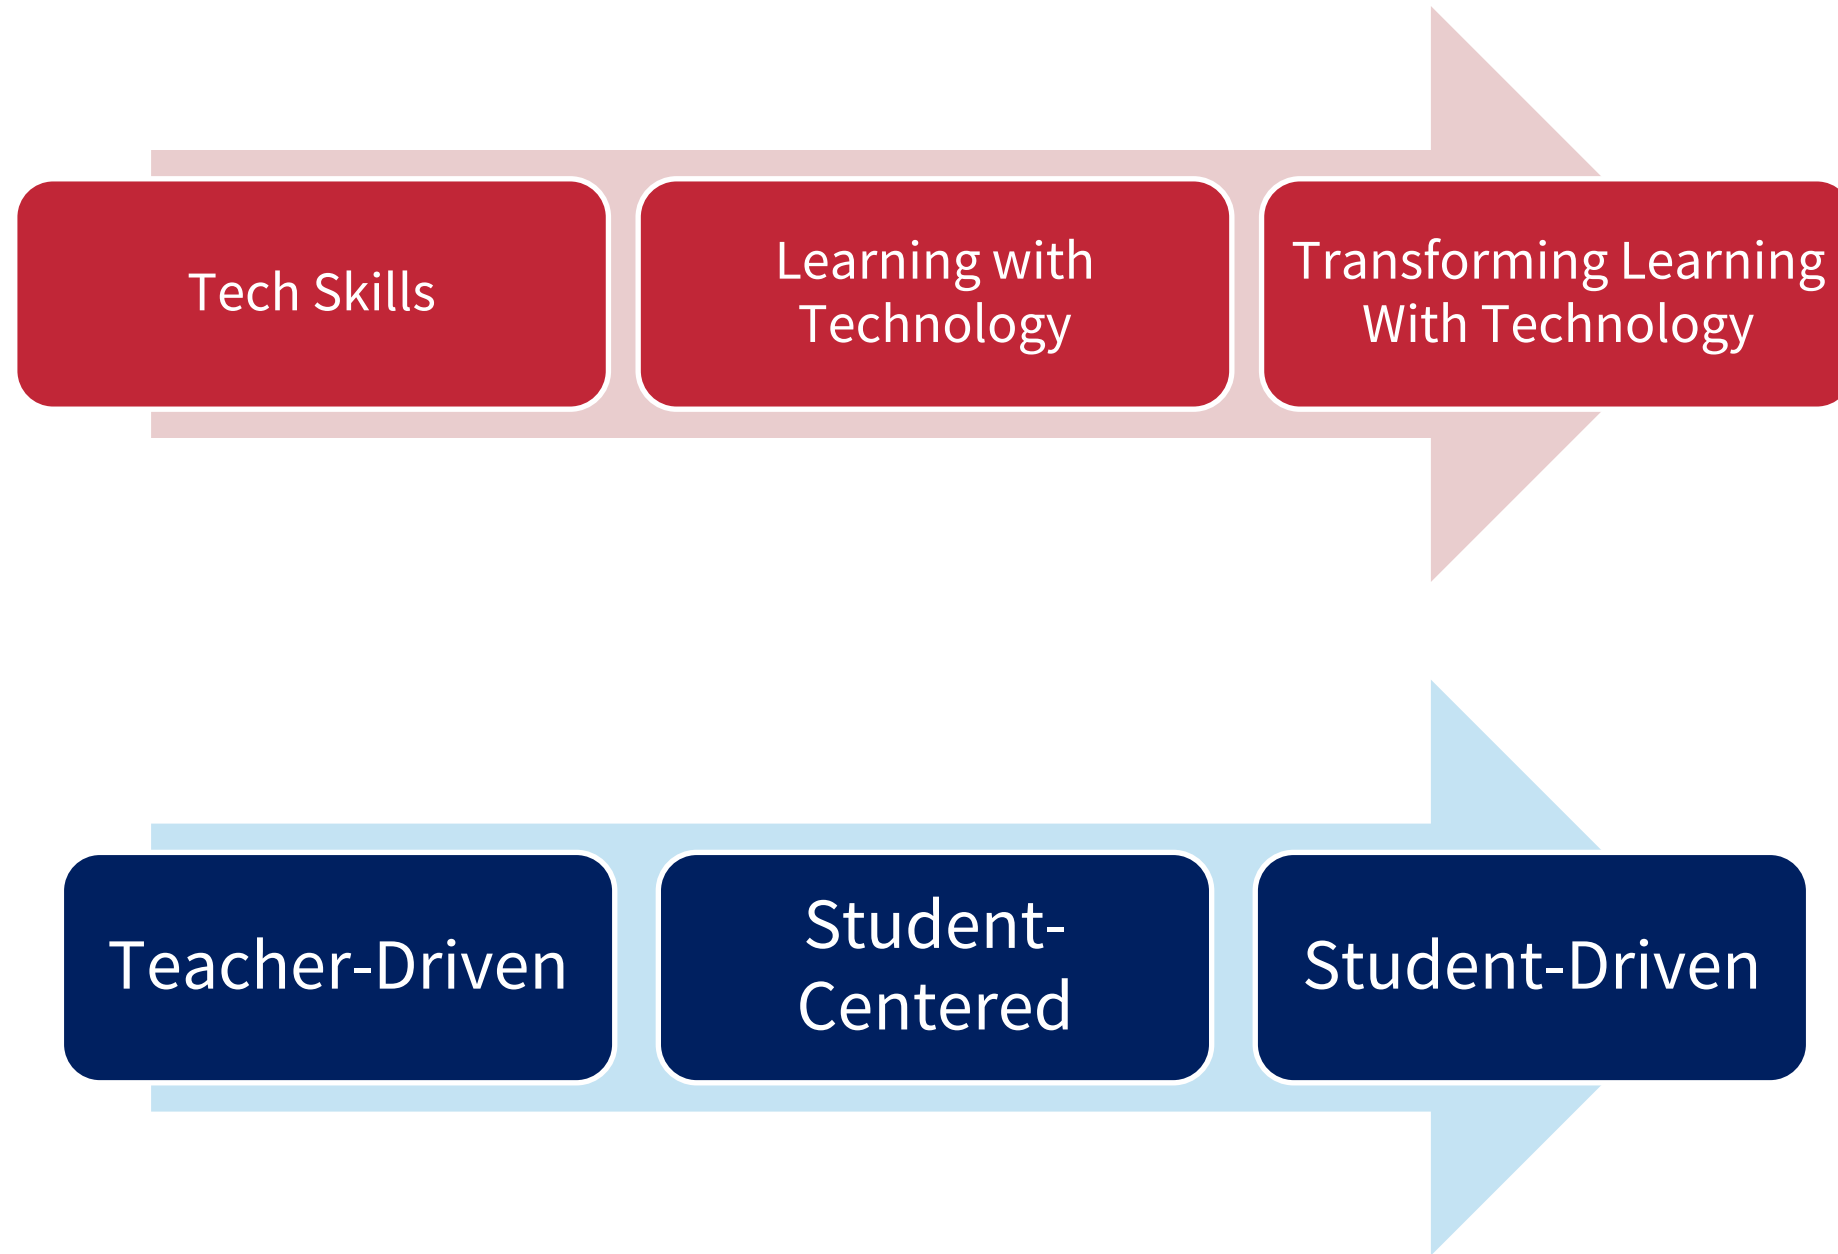 Tech Skills
Learning with
Technology
Transforming Learning
With Technology
Teacher-Driven
Student-
Centered
Student-Driven